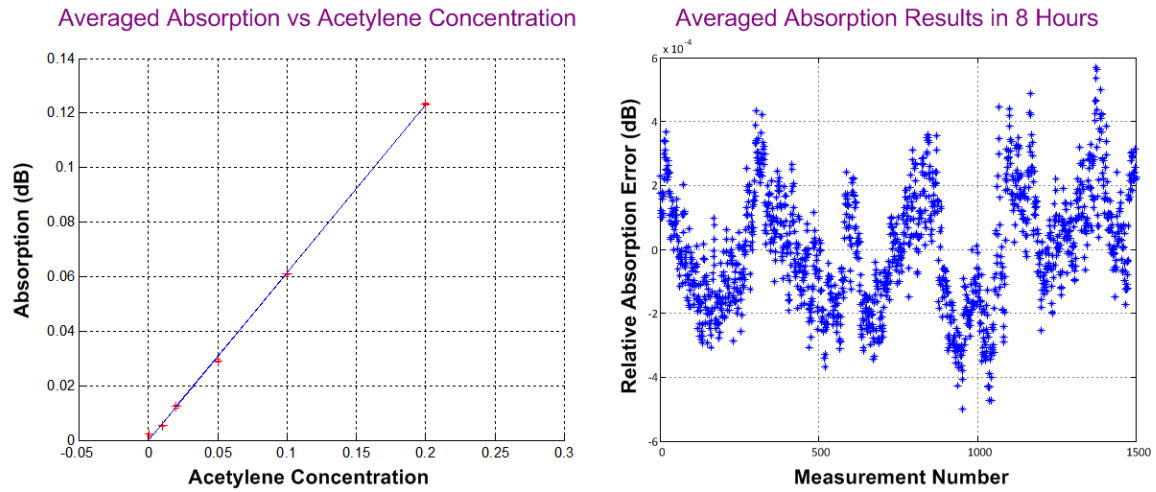 Averaged Absorption vs Acetylene Concentration
Absorption (dB)
0.14
0.12
0.1
0.08
0.06
0.04
0.02
0
-0.05 0 0.05 0.1 0.15 0.2 0.25 0.3
Acetylene Concentration
Averaged Absorption Results in 8 Hours
x 10⁻⁴
Relative Absorption Error (dB)
6
4
2
0
-2
-4
-6
0 500 1000 1500
Measurement Number